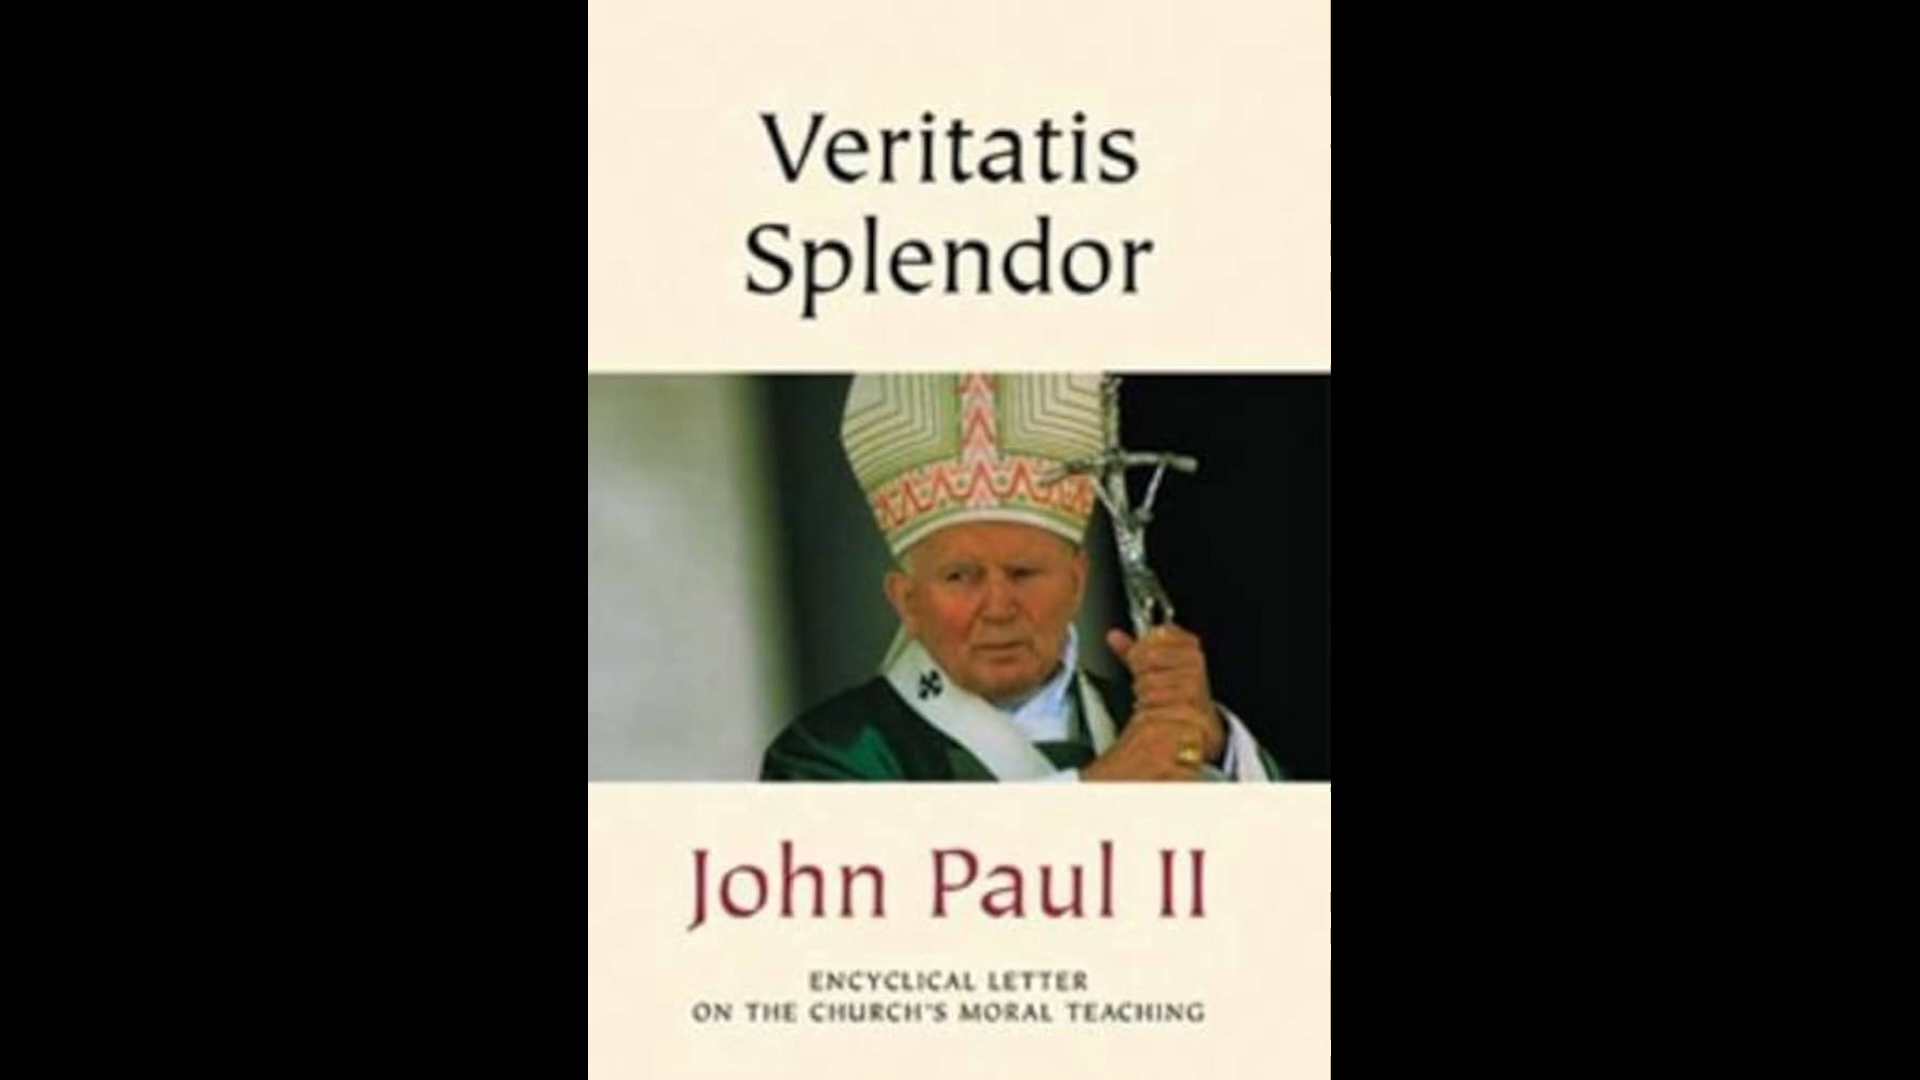 Veritatis
Splendor
John Paul II
ENCYCLICAL LETTER
ON THE CHURCH'S MORAL TEACHING